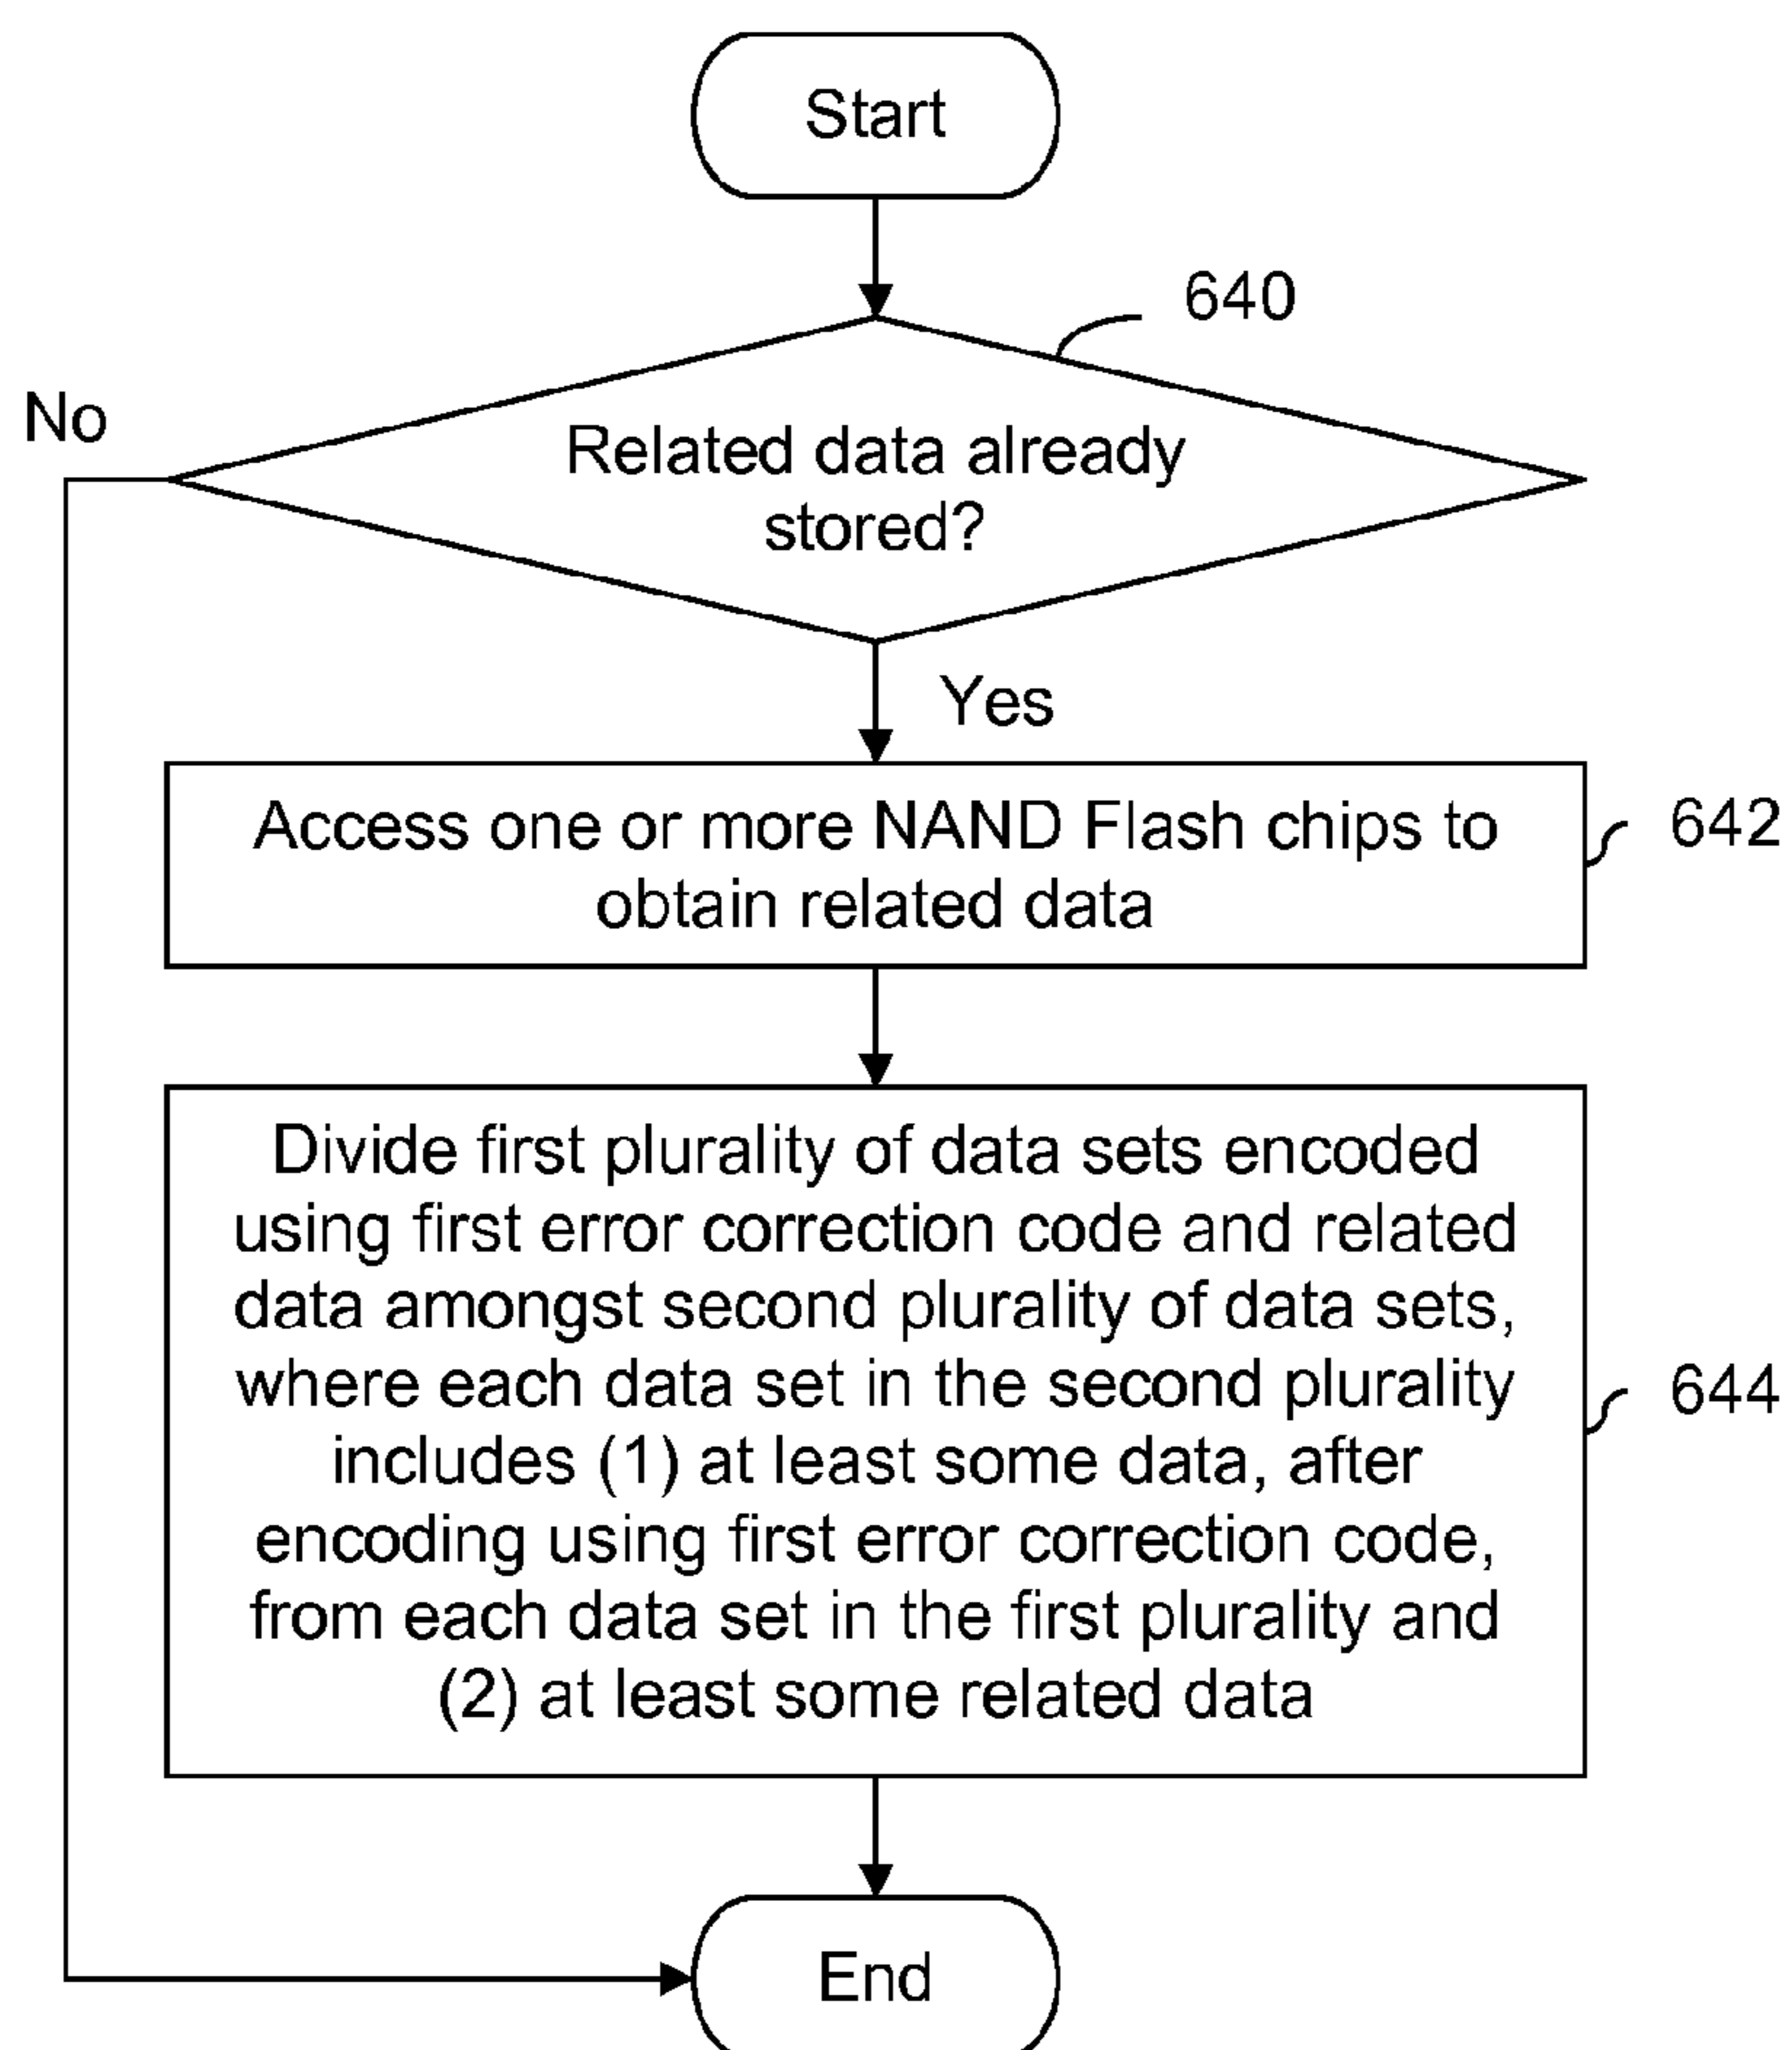 Start
640
No
Related data already
stored?
Yes
Access one or more NAND Flash chips to
obtain related data
642
Divide first plurality of data sets encoded
using first error correction code and related
data amongst second plurality of data sets,
where each data set in the second plurality
includes (1) at least some data, after
encoding using first error correction code,
from each data set in the first plurality and
(2) at least some related data
644
End